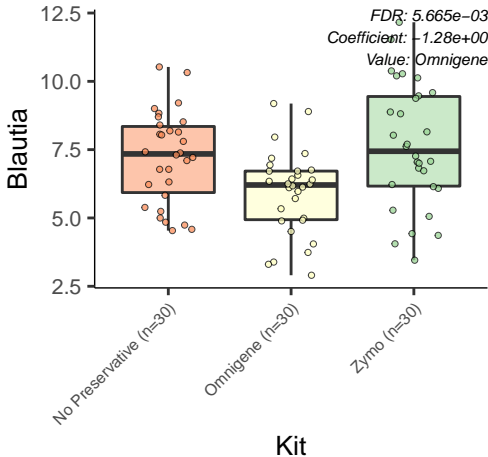 FDR: 5.665e−03
Coefficient: −1.28e+00
Value: Omnigene
12.5
10.0
7.5
5.0
2.5
Blautia
No Preservative (n=30)
Omnigene (n=30)
Zymo (n=30)
Kit